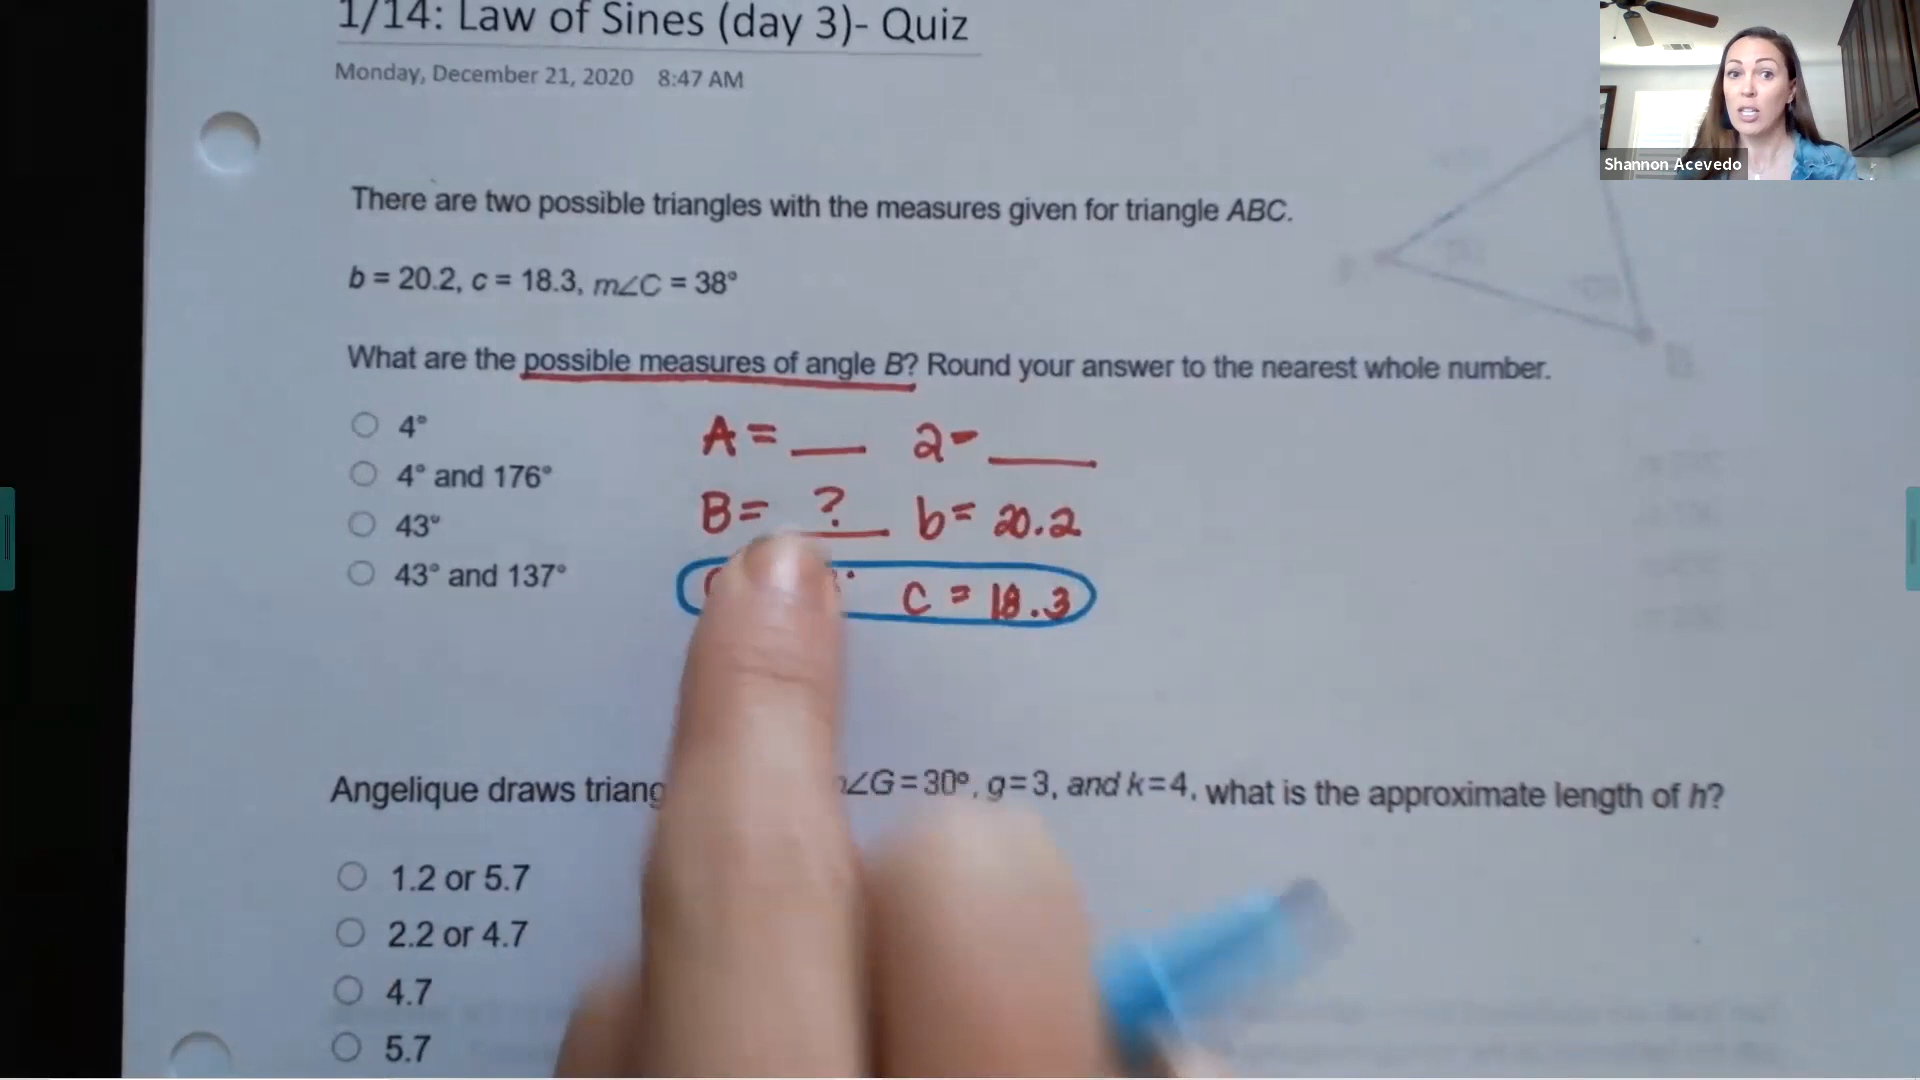 1/14: Law of Sines (day 3)- Quiz
Monday, December 21, 2020 8:47 AM
Shannon Acevedo
There are two possible triangles with the measures given for triangle ABC.
b = 20.2, c = 18.3, m∠C = 38°
What are the possible measures of angle B? Round your answer to the nearest whole number.
4°
4° and 176°
43°
43° and 137°
A = __ a = __
B = ? b = 20.2
c = 18.3
Angelique draws ∠G=30°, g=3, and k=4, what is the approximate length of h?
1.2 or 5.7
2.2 or 4.7
4.7
5.7